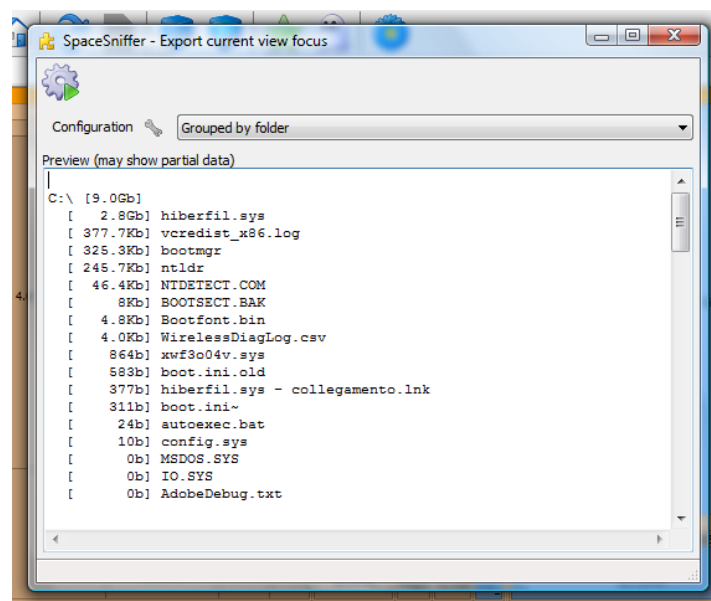 SpaceSniffer - Export current view focus
Configuration Grouped by folder
Preview (may show partial data)
C:\ [9.0Gb]
[ 2.8Gb] hiberfil.sys
[ 377.7Kb] vcredist_x86.log
[ 325.3Kb] bootmgr
[ 245.7Kb] ntldr
[ 46.4Kb] NTDETECT.COM
[ 8Kb] BOOTSECT.BAK
[ 4.8Kb] Bootfont.bin
[ 4.0Kb] WirelessDiagLog.csv
[ 864b] xwf3o04v.sys
[ 583b] boot.ini.old
[ 377b] hiberfil.sys - collegamento.lnk
[ 311b] boot.ini~
[ 24b] autoexec.bat
[ 10b] config.sys
[ 0b] MSDOS.SYS
[ 0b] IO.SYS
[ 0b] AdobeDebug.txt
4.